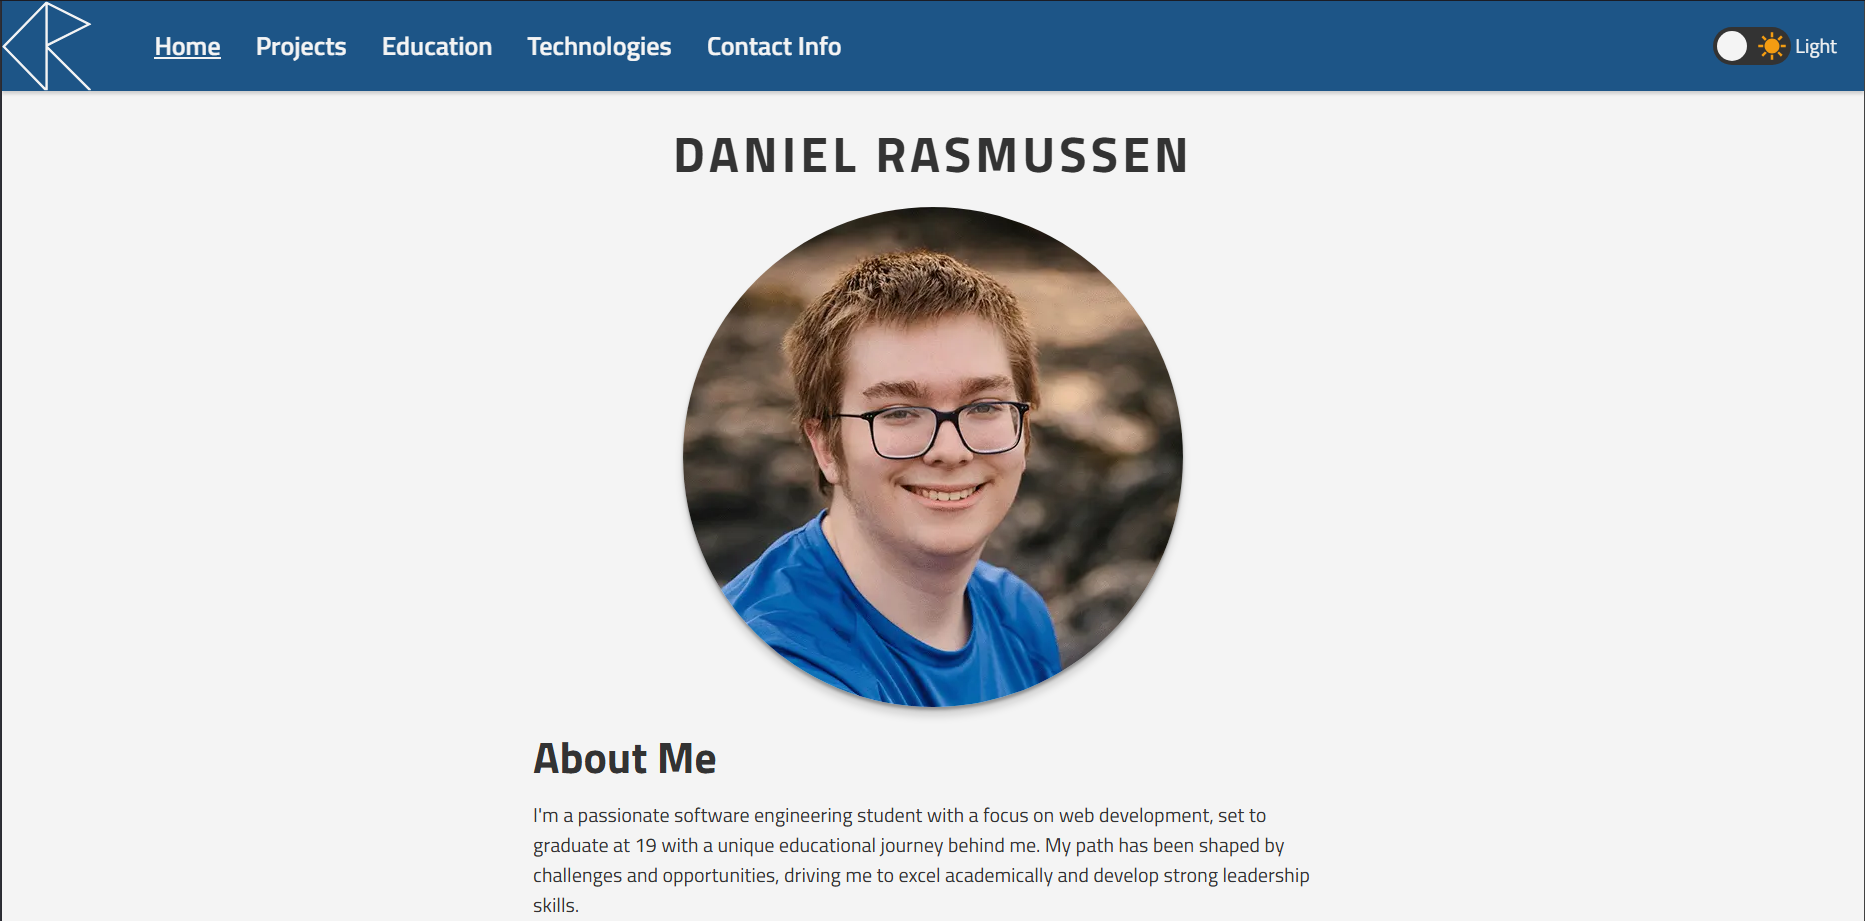 Home Projects Education Technologies Contact Info Light
DANIEL RASMUSSEN
About Me
I'm a passionate software engineering student with a focus on web development, set to
graduate at 19 with a unique educational journey behind me. My path has been shaped by
challenges and opportunities, driving me to excel academically and develop strong leadership
skills.